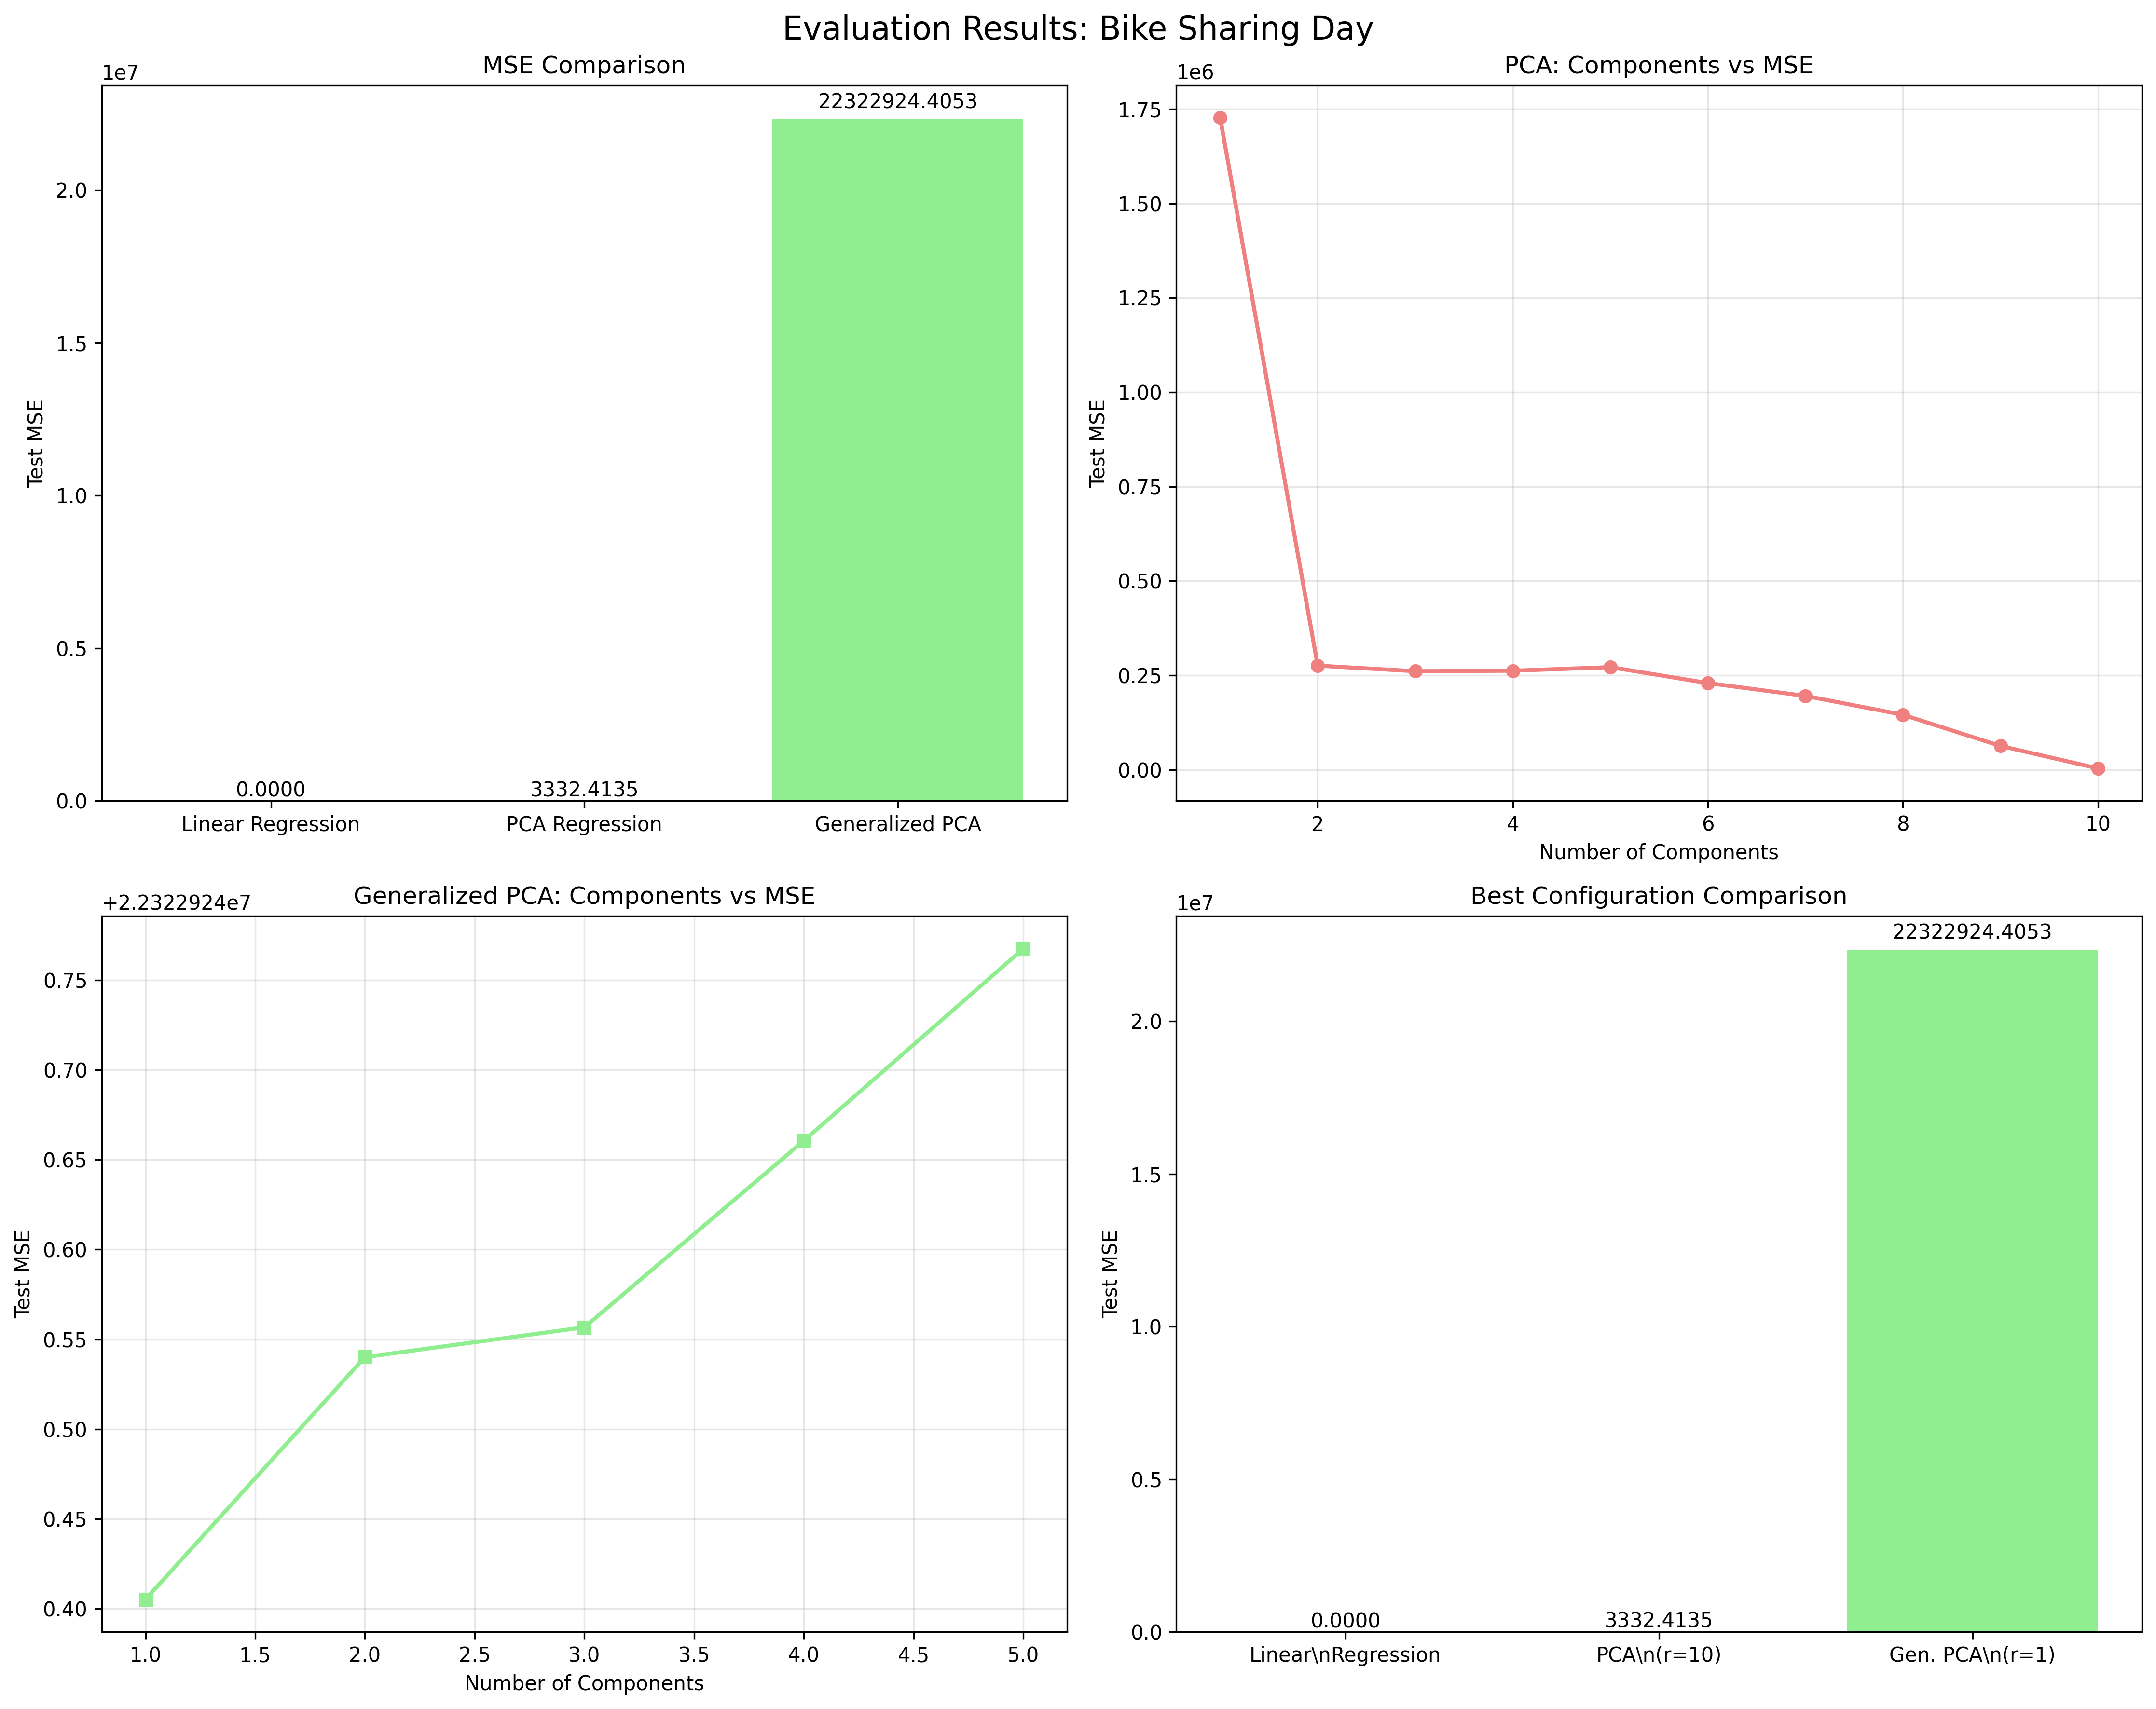 Evaluation Results: Bike Sharing Day
MSE Comparison
1e7
22322924.4053
2.0
1.5
1.0
0.5
0.0
Test MSE
0.0000
3332.4135
Linear Regression
PCA Regression
Generalized PCA
PCA: Components vs MSE
1e6
1.75
1.50
1.25
1.00
0.75
0.50
0.25
0.00
Test MSE
2
4
6
8
10
Number of Components
Generalized PCA: Components vs MSE
+2.2322924e7
0.75
0.70
0.65
0.60
0.55
0.50
0.45
0.40
Test MSE
1.0
1.5
2.0
2.5
3.0
3.5
4.0
4.5
5.0
Number of Components
Best Configuration Comparison
1e7
22322924.4053
2.0
1.5
1.0
0.5
0.0
Test MSE
0.0000
3332.4135
Linear\nRegression
PCA\n(r=10)
Gen. PCA\n(r=1)